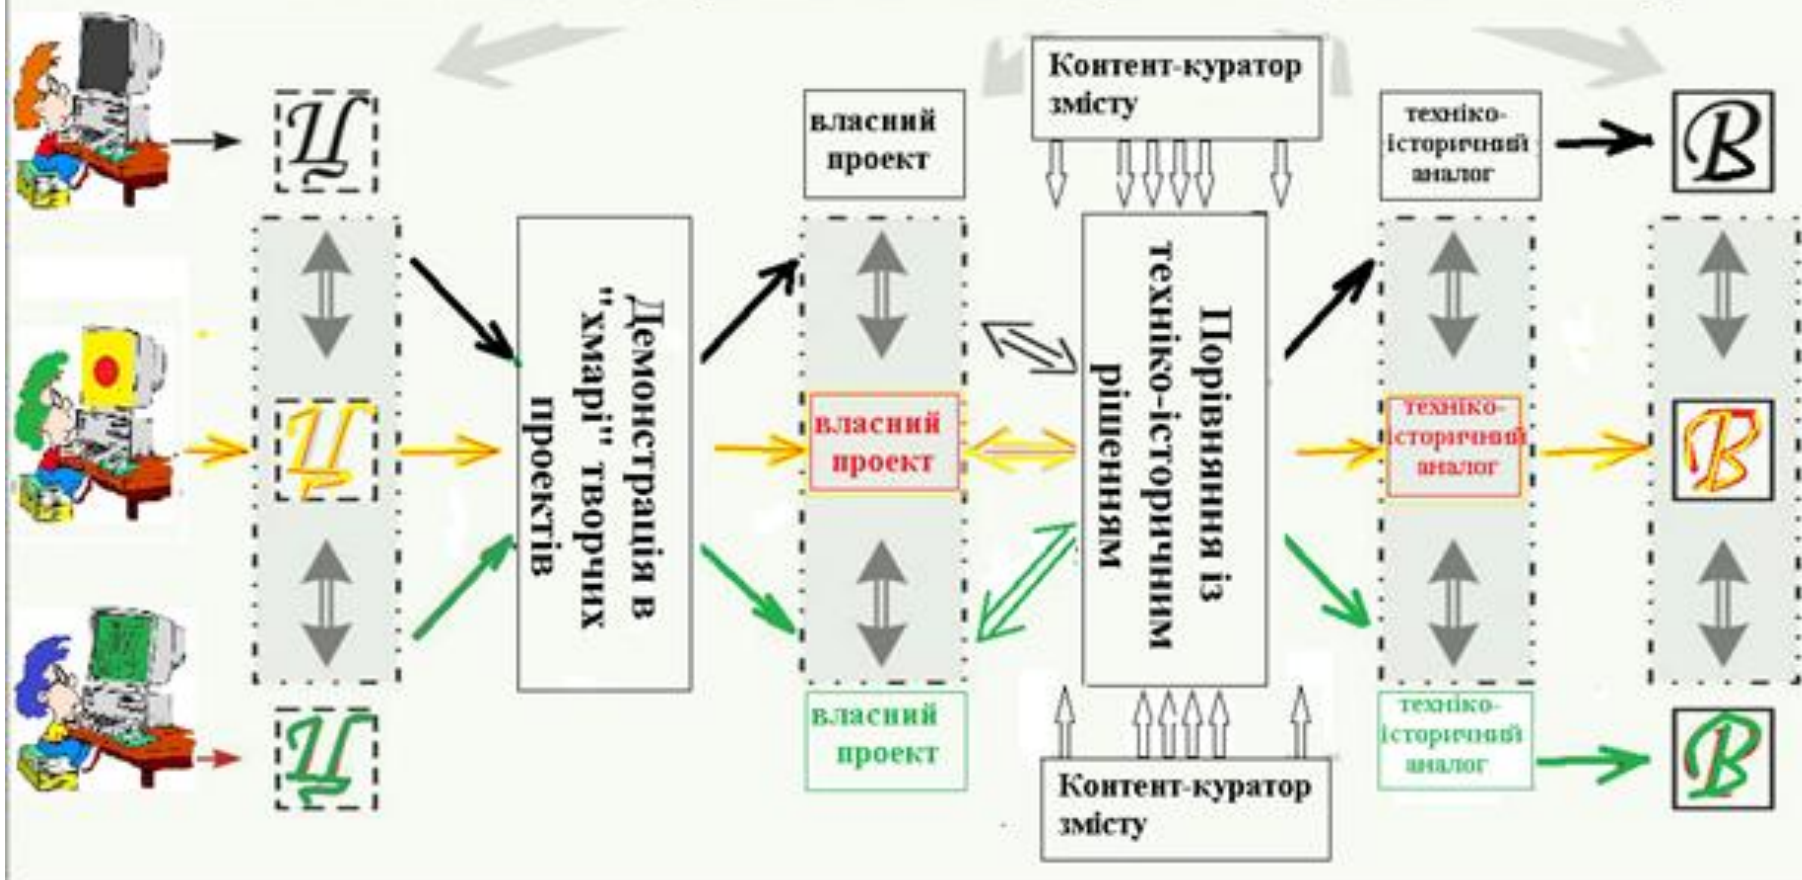 Контент-куратор
змісту
Ц
власний
проект
техніко-
історичний
аналог
В
Демонстрація в
"хмарі" творчих
проектів
Порівняння із
техніко-історичним
рішенням
Ц
власний
проект
техніко-
історичний
аналог
В
Ц
власний
проект
техніко-
історичний
аналог
В
Контент-куратор
змісту